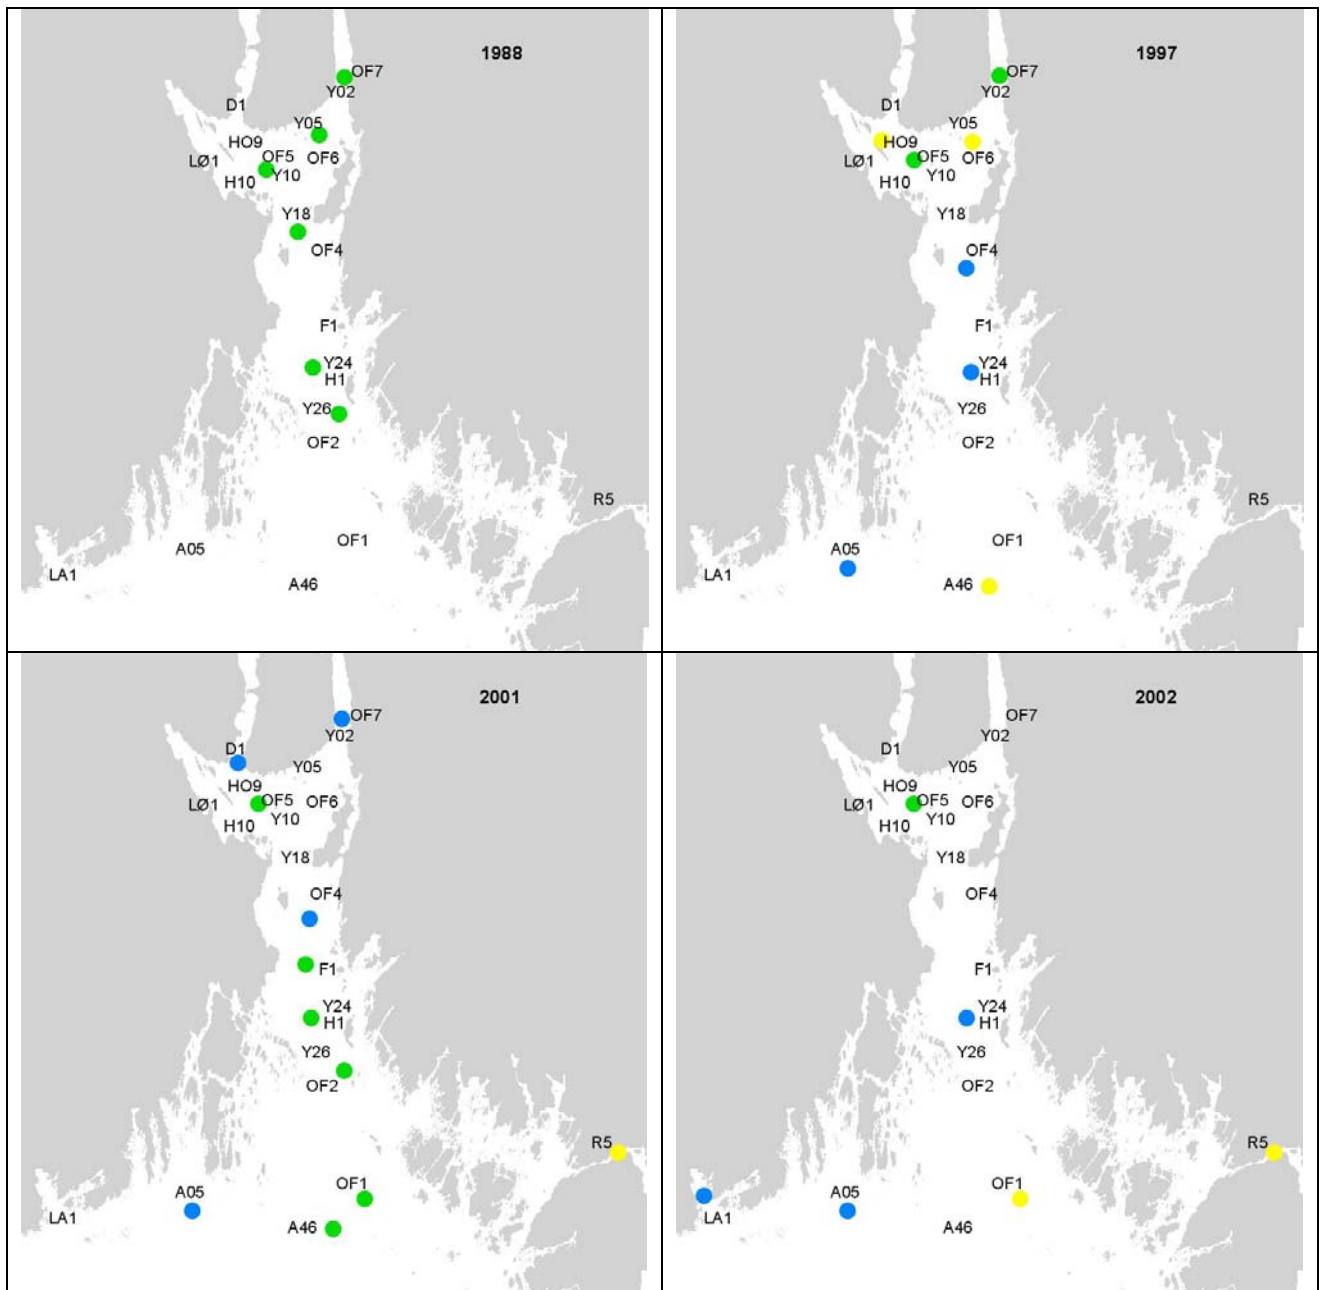 1988
OF7
Y02
D1
Y05
HO9
OF5
OF6
LØ1
Y10
H10
Y18
OF4
F1
Y24
H1
Y26
OF2
R5
OF1
A05
LA1
A46
1997
OF7
Y02
D1
Y05
HO9
OF5
OF6
LØ1
Y10
H10
Y18
OF4
F1
Y24
H1
Y26
OF2
R5
OF1
A05
LA1
A46
2001
OF7
Y02
D1
Y05
HO9
OF5
OF6
LØ1
Y10
H10
Y18
OF4
F1
Y24
H1
Y26
OF2
R5
OF1
A05
LA1
A46
2002
OF7
Y02
D1
Y05
HO9
OF5
OF6
LØ1
Y10
H10
Y18
OF4
F1
Y24
H1
Y26
OF2
R5
OF1
A05
LA1
A46